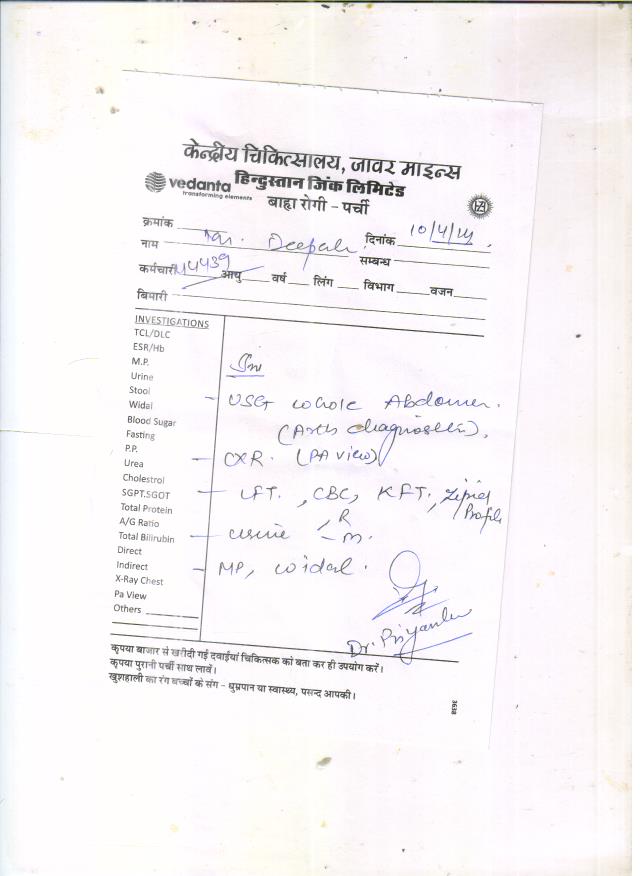 केन्द्रीय चिकित्सालय, जावर माइन्स
vedanta हिन्दुस्तान जिंक लिमिटेड
transforming elements
बाह्य रोगी - पर्ची
क्रमांक
नाम Deepali दिनांक 10/4/14
सम्बन्ध
कर्मचारी 44439 आयु वर्ष लिंग विभाग वजन
बिमारी
INVESTIGATIONS
TCL/DLC
ESR/Hb
M.P.
Urine
Stool
Widal
Blood Sugar
Fasting
P.P.
Urea
Cholestrol
SGPT.SGOT
Total Protein
A/G Ratio
Total Bilirubin
Direct
Indirect
X-Ray Chest
Pa View
Others
- USG whole Abdomen.
- CXR. (PA view)
- LFT., CBC, KFT., Lipid Profile
- urine , R
- m.
- MP, widal.
Dr. Priyanka
कृपया बाजार से खरीदी गई दवाईयां चिकित्सक को बता कर ही उपयोग करें।
कृपया पुरानी पर्ची साथ लावें।
खुशहाली का रंग बच्चों के संग - धुम्रपान या स्वास्थ्य, पसन्द आपकी।
3638